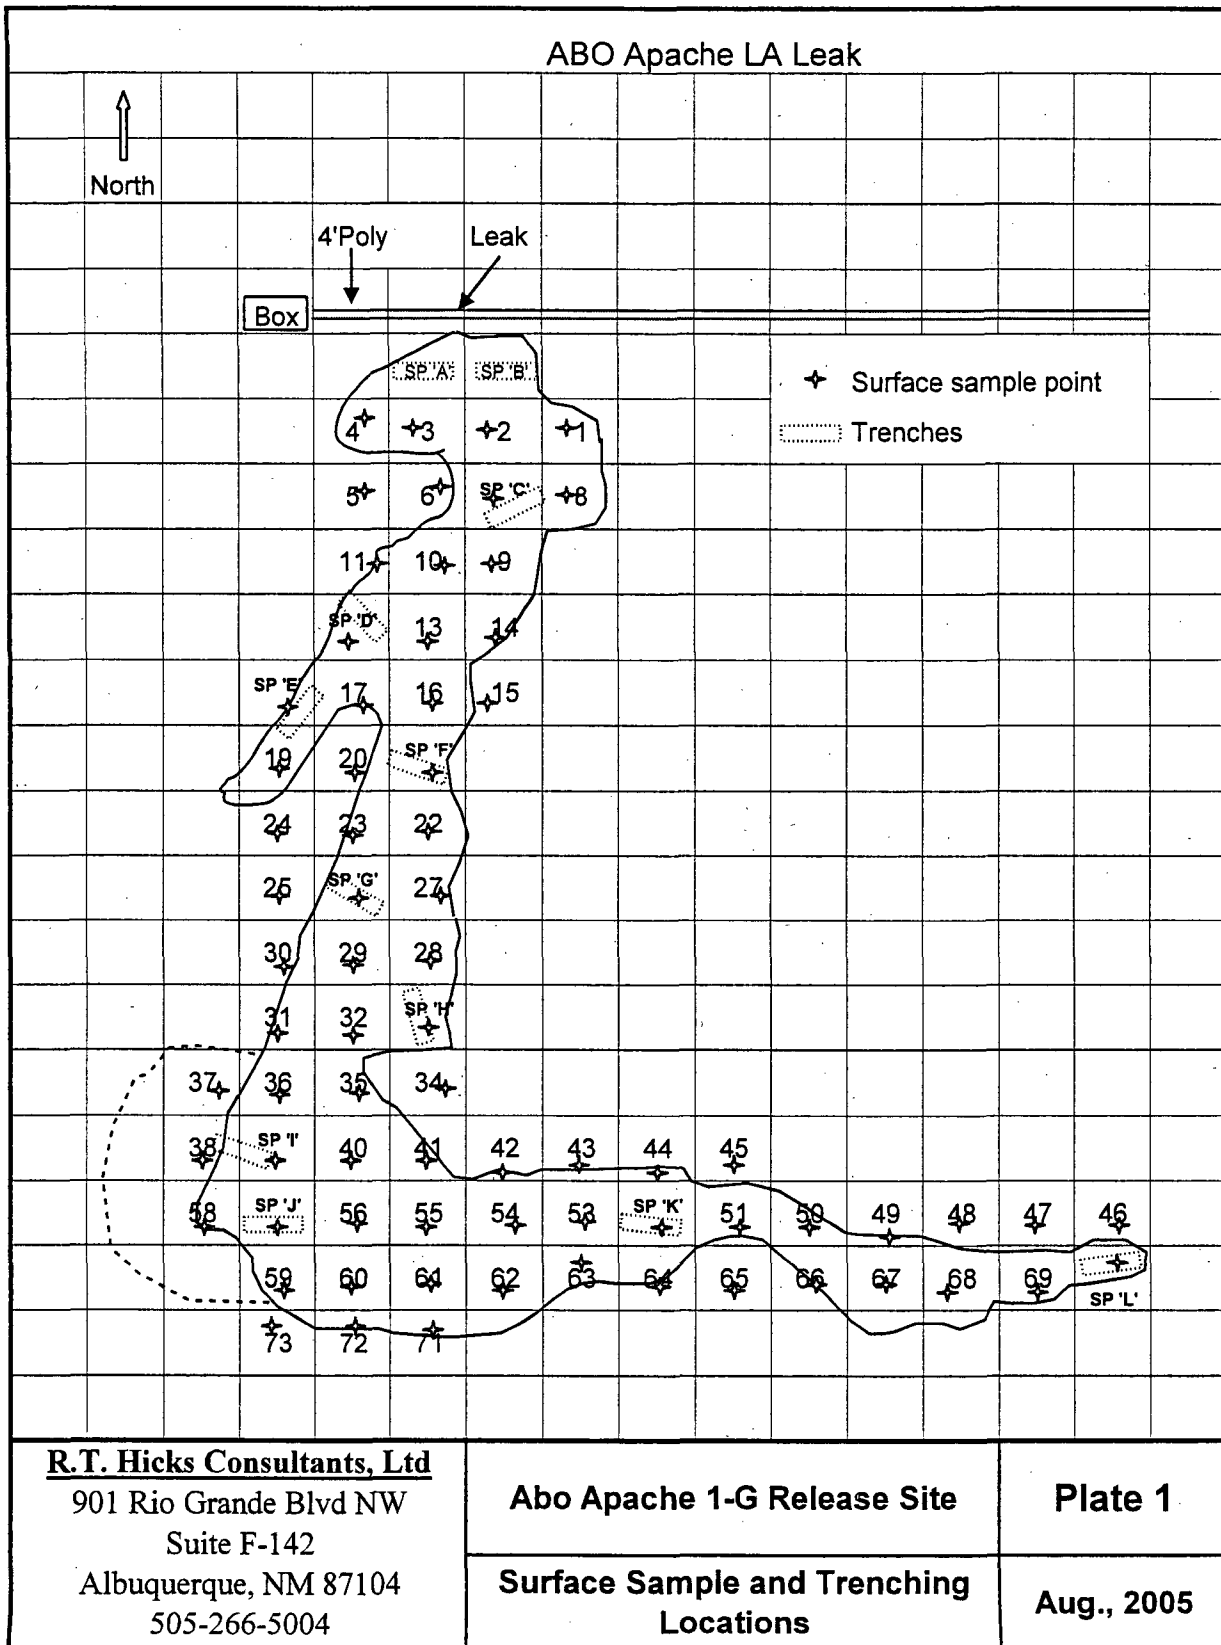 ABO Apache LA Leak
North
4'Poly Leak
Box
Surface sample point
Trenches
SP 'A' SP 'B'
4 3 2 1
5 6 SP 'C' 8
11 10 9
SP 'D' 13 14
SP 'E' 17 16 15
19 20 SP 'F'
24 23 22
25 SP 'G' 27
30 29 28
31 32 SP 'H'
37 36 35 34
38 SP 'I' 40 41 42 43 44 45
58 SP 'J' 56 55 54 53 SP 'K' 51 50 49 48 47 46
59 60 61 62 63 64 65 66 67 68 69 SP 'L'
73 72 71
R.T. Hicks Consultants, Ltd
901 Rio Grande Blvd NW
Suite F-142
Albuquerque, NM 87104
505-266-5004
Abo Apache 1-G Release Site
Plate 1
Surface Sample and Trenching
Locations
Aug., 2005